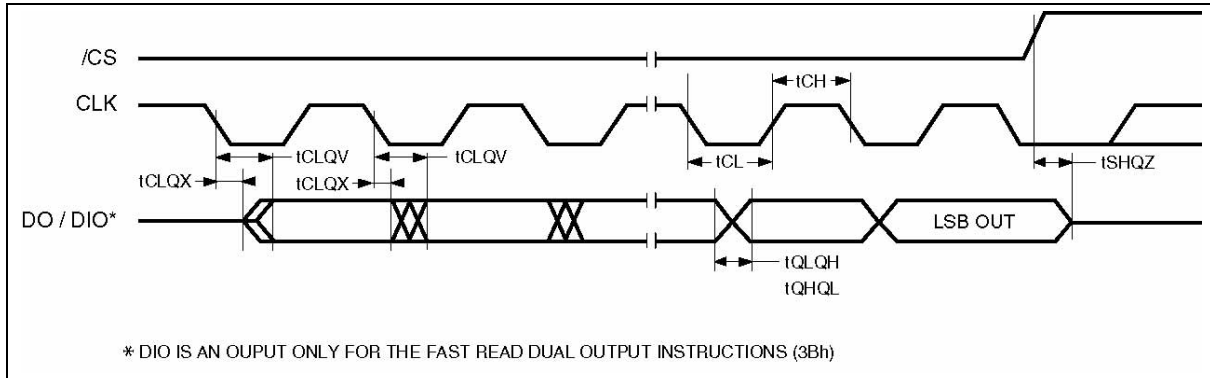 /CS
tCH
CLK
tCLQV
tCLQV
tCL
tSHQZ
tCLQX
tCLQX
DO / DIO*
LSB OUT
tQLQH
tQHQL
* DIO IS AN OUPUT ONLY FOR THE FAST READ DUAL OUTPUT INSTRUCTIONS (3Bh)